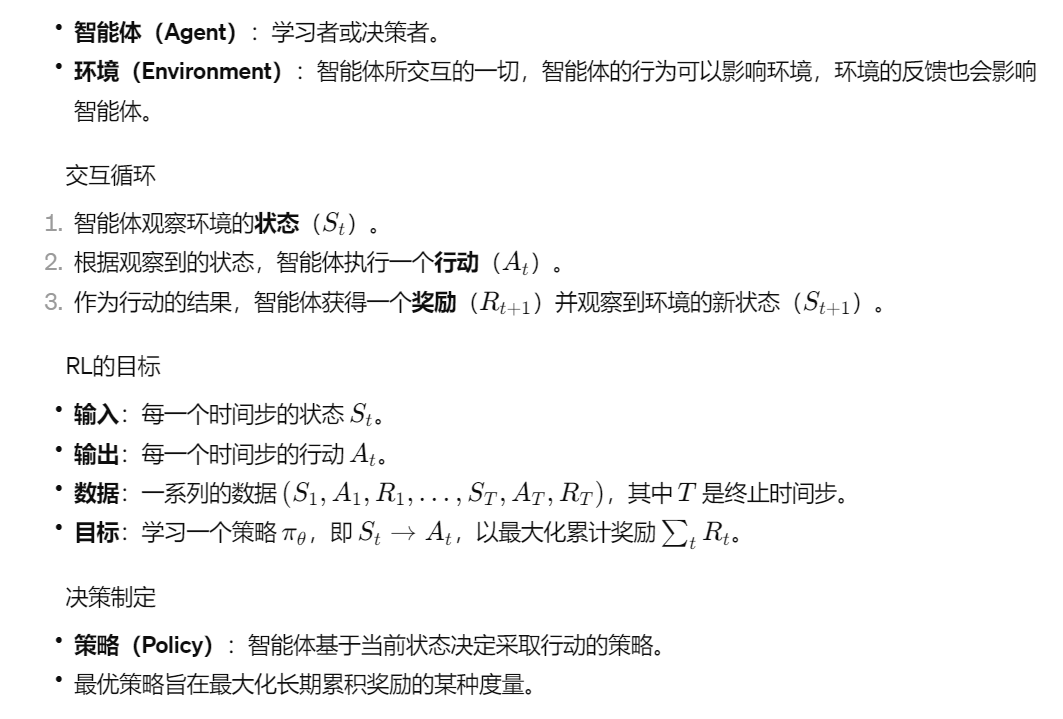 • 智能体（Agent）：学习者或决策者。
• 环境（Environment）：智能体所交互的一切，智能体的行为可以影响环境，环境的反馈也会影响
智能体。
交互循环
1. 智能体观察环境的状态（S_t）。
2. 根据观察到的状态，智能体执行一个行动（A_t）。
3. 作为行动的结果，智能体获得一个奖励（R_{t+1}）并观察到环境的新状态（S_{t+1}）。
RL的目标
• 输入：每一个时间步的状态 S_t。
• 输出：每一个时间步的行动 A_t。
• 数据：一系列的数据 (S_1, A_1, R_1, . . . , S_T, A_T, R_T)，其中 T 是终止时间步。
• 目标：学习一个策略 π_θ，即 S_t → A_t，以最大化累计奖励 ∑_t R_t。
决策制定
• 策略（Policy）：智能体基于当前状态决定采取行动的策略。
• 最优策略旨在最大化长期累积奖励的某种度量。